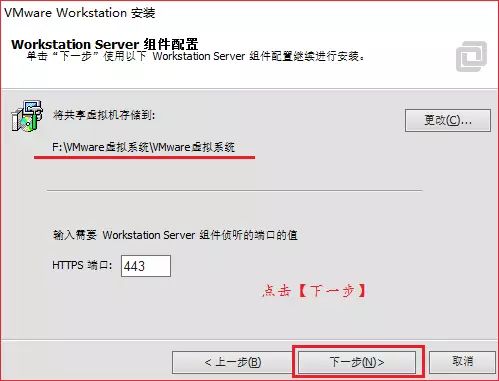 VMware Workstation 安装
Workstation Server 组件配置
单击“下一步”使用以下 Workstation Server 组件配置继续进行安装。
将共享虚拟机存储到:
更改(C)...
F:\VMware虚拟系统\VMware虚拟系统
输入需要 Workstation Server 组件侦听的端口的值
HTTPS 端口: 443
点击【下一步】
< 上一步(B)
下一步(N)>
取消